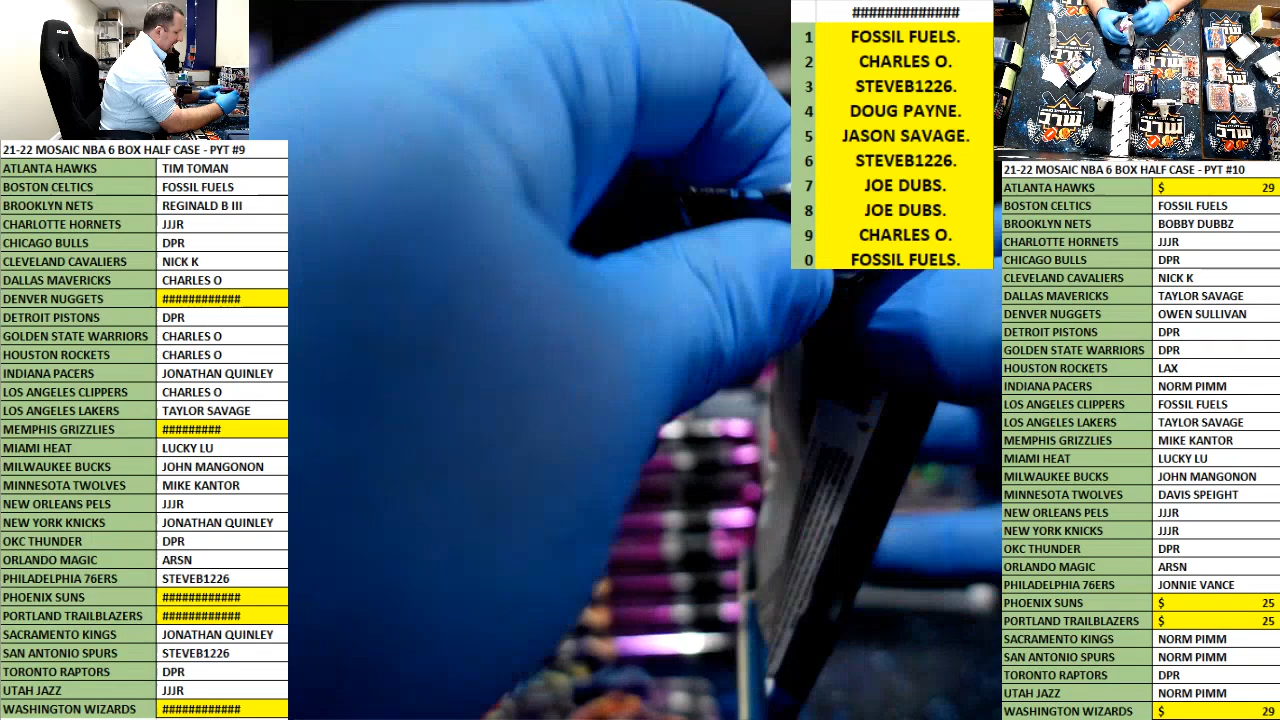 21-22 MOSAIC NBA 6 BOX HALF CASE - PYT #9
ATLANTA HAWKS TIM TOMAN
BOSTON CELTICS FOSSIL FUELS
BROOKLYN NETS REGINALD B III
CHARLOTTE HORNETS JJJR
CHICAGO BULLS DPR
CLEVELAND CAVALIERS NICK K
DALLAS MAVERICKS CHARLES O
DENVER NUGGETS ############
DETROIT PISTONS DPR
GOLDEN STATE WARRIORS CHARLES O
HOUSTON ROCKETS CHARLES O
INDIANA PACERS JONATHAN QUINLEY
LOS ANGELES CLIPPERS CHARLES O
LOS ANGELES LAKERS TAYLOR SAVAGE
MEMPHIS GRIZZLIES #########
MIAMI HEAT LUCKY LU
MILWAUKEE BUCKS JOHN MANGONON
MINNESOTA TWOLVES MIKE KANTOR
NEW ORLEANS PELS JJJR
NEW YORK KNICKS JONATHAN QUINLEY
OKC THUNDER DPR
ORLANDO MAGIC ARSN
PHILADELPHIA 76ERS STEVEB1226
PHOENIX SUNS ############
PORTLAND TRAILBLAZERS ############
SACRAMENTO KINGS JONATHAN QUINLEY
SAN ANTONIO SPURS STEVEB1226
TORONTO RAPTORS DPR
UTAH JAZZ JJJR
WASHINGTON WIZARDS ############
#############
1 FOSSIL FUELS.
2 CHARLES O.
3 STEVEB1226.
4 DOUG PAYNE.
5 JASON SAVAGE.
6 STEVEB1226.
7 JOE DUBS.
8 JOE DUBS.
9 CHARLES O.
0 FOSSIL FUELS.
21-22 MOSAIC NBA 6 BOX HALF CASE - PYT #10
ATLANTA HAWKS $ 29
BOSTON CELTICS FOSSIL FUELS
BROOKLYN NETS BOBBY DUBBZ
CHARLOTTE HORNETS JJJR
CHICAGO BULLS DPR
CLEVELAND CAVALIERS NICK K
DALLAS MAVERICKS TAYLOR SAVAGE
DENVER NUGGETS OWEN SULLIVAN
DETROIT PISTONS DPR
GOLDEN STATE WARRIORS DPR
HOUSTON ROCKETS LAX
INDIANA PACERS NORM PIMM
LOS ANGELES CLIPPERS FOSSIL FUELS
LOS ANGELES LAKERS TAYLOR SAVAGE
MEMPHIS GRIZZLIES MIKE KANTOR
MIAMI HEAT LUCKY LU
MILWAUKEE BUCKS JOHN MANGONON
MINNESOTA TWOLVES DAVIS SPEIGHT
NEW ORLEANS PELS JJJR
NEW YORK KNICKS JJJR
OKC THUNDER DPR
ORLANDO MAGIC ARSN
PHILADELPHIA 76ERS JONNIE VANCE
PHOENIX SUNS $ 25
PORTLAND TRAILBLAZERS $ 25
SACRAMENTO KINGS NORM PIMM
SAN ANTONIO SPURS NORM PIMM
TORONTO RAPTORS DPR
UTAH JAZZ NORM PIMM
WASHINGTON WIZARDS $ 29